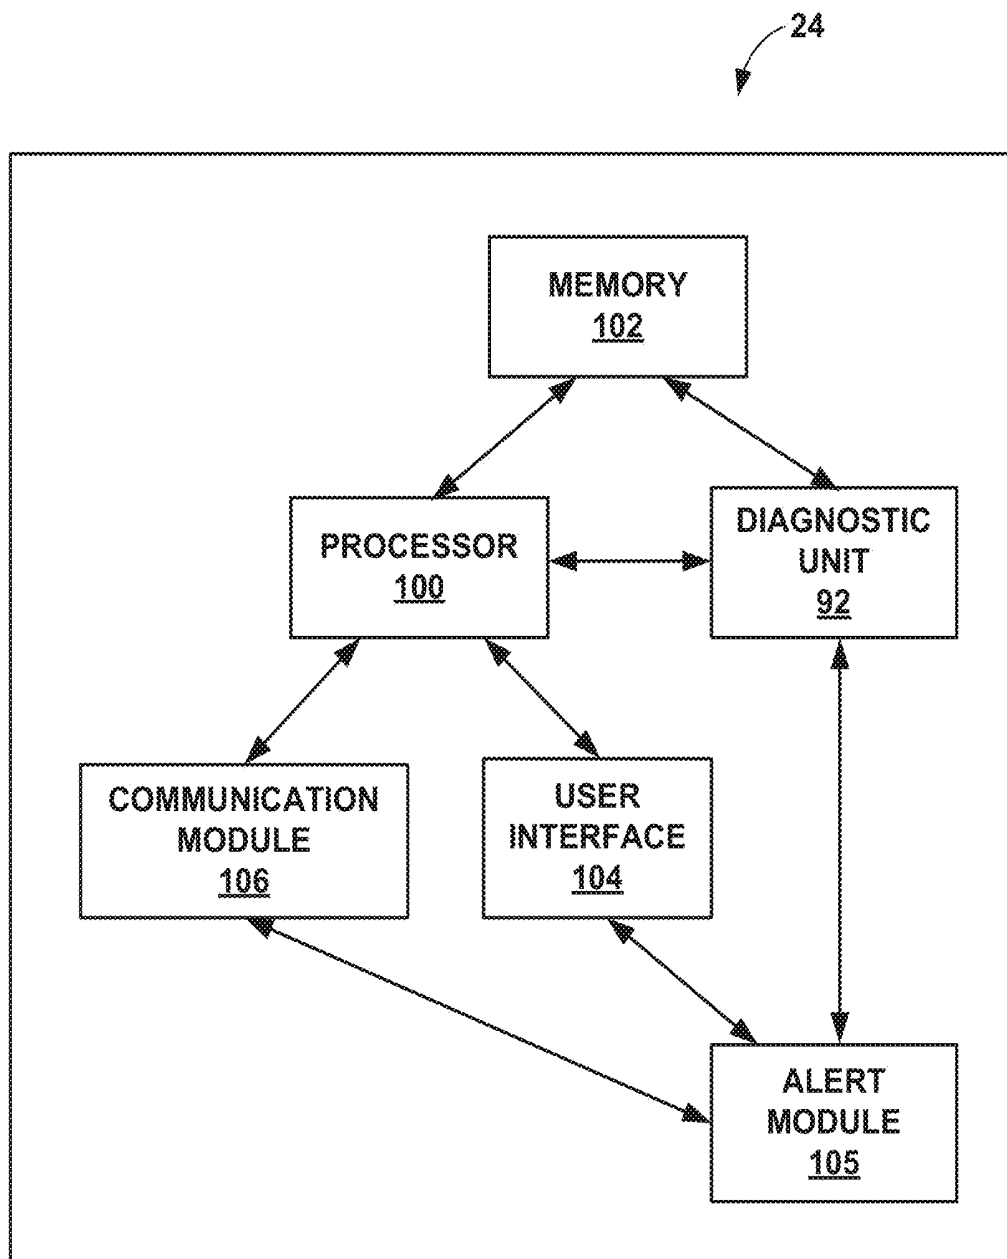 24
MEMORY
102
PROCESSOR
100
DIAGNOSTIC
UNIT
92
COMMUNICATION
MODULE
106
USER
INTERFACE
104
ALERT
MODULE
105